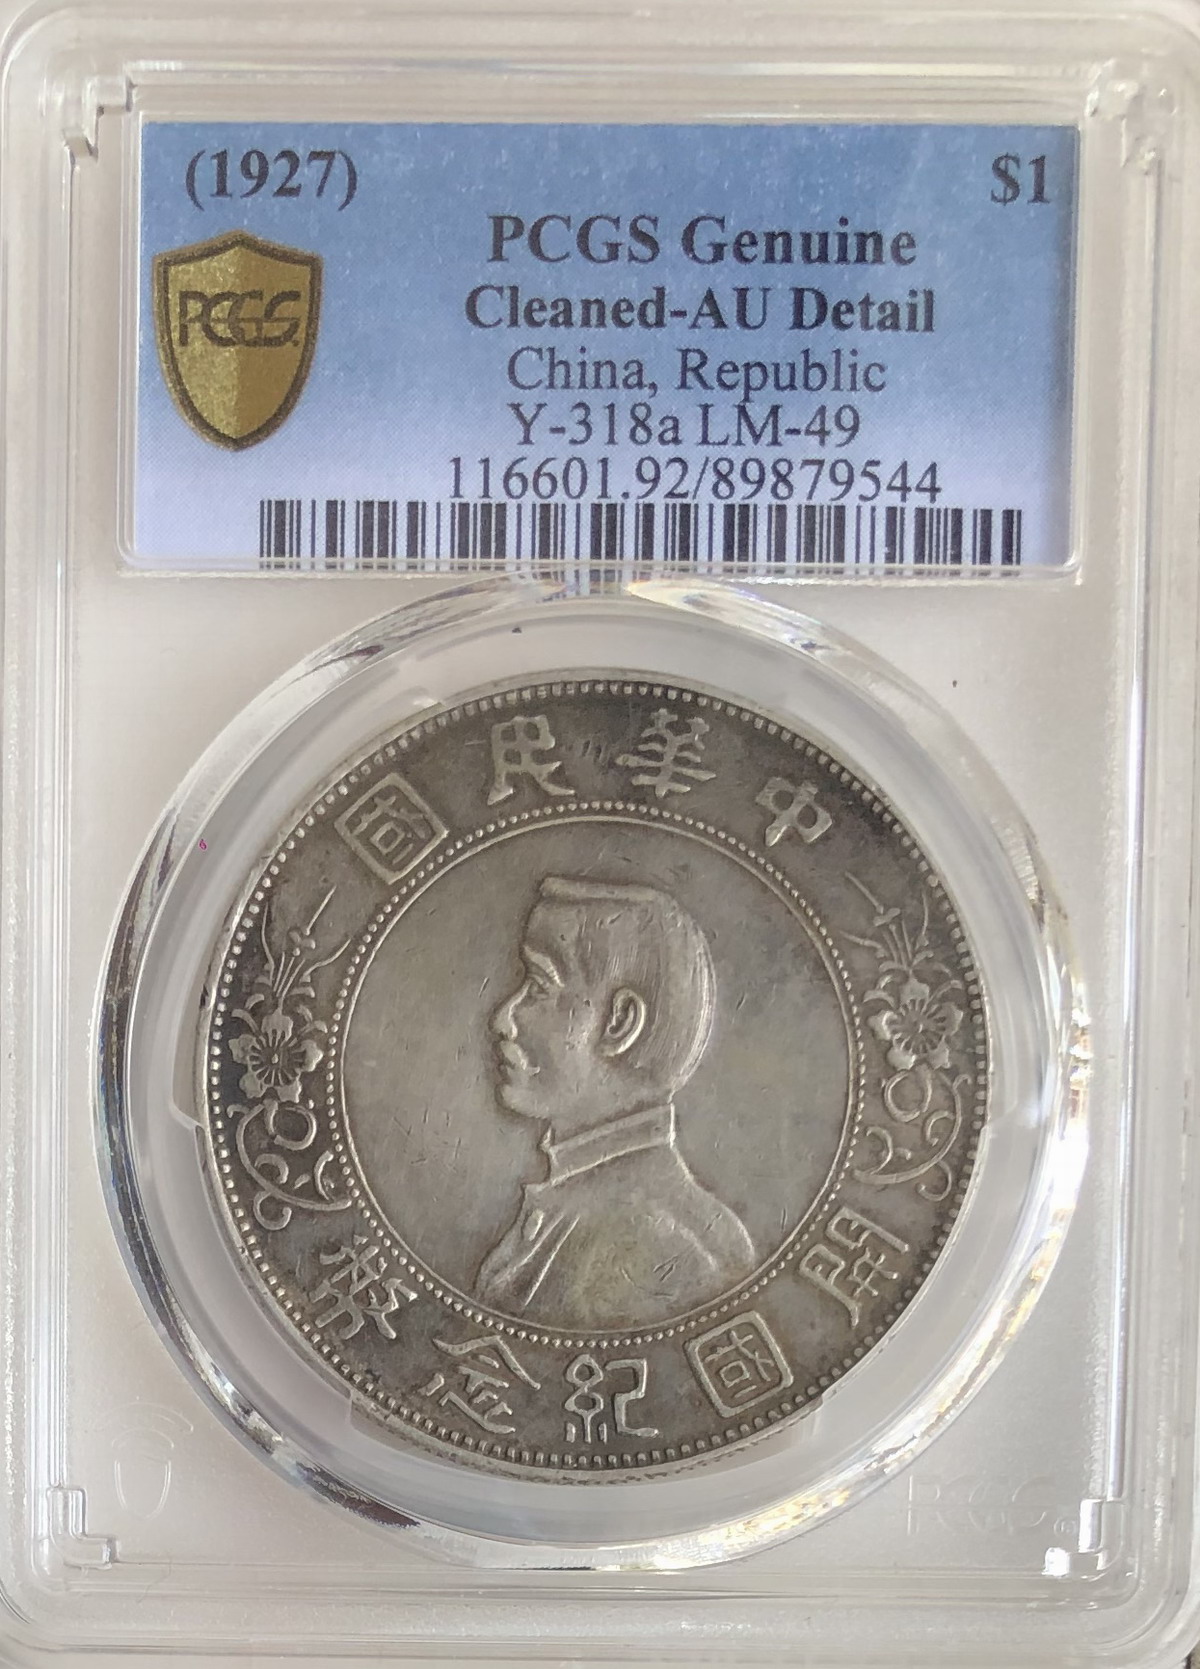 (1927) $1
PCGS Genuine
PCGS Cleaned-AU Detail
China, Republic
Y-318a LM-49
116601.92/89879544
中華民國
開國紀念幣
PCGS